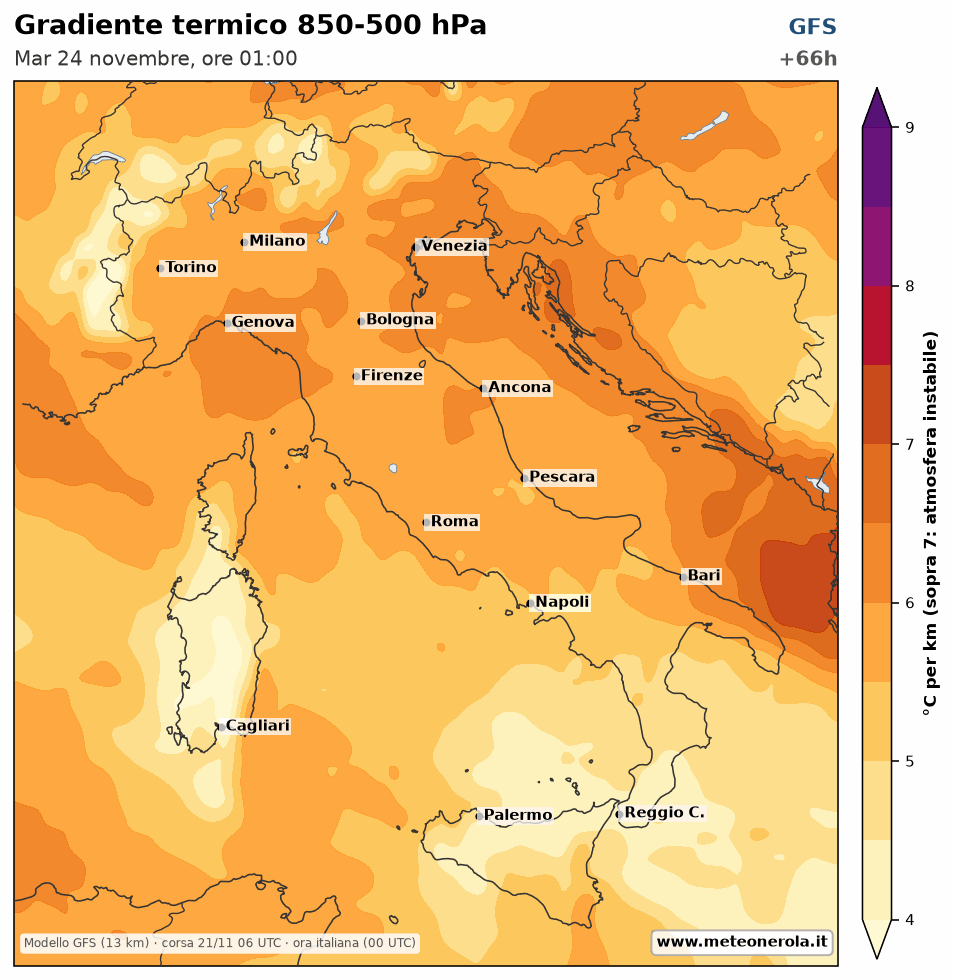 Gradiente termico 850-500 hPa
GFS
Mar 24 novembre, ore 01:00
+66h
Milano
Venezia
Torino
Genova
Bologna
Firenze
Ancona
Pescara
Roma
Bari
Napoli
Cagliari
Palermo
Reggio C.
9
8
7
6
5
4
°C per km (sopra 7: atmosfera instabile)
Modello GFS (13 km) · corsa 21/11 06 UTC · ora italiana (00 UTC)
www.meteonerola.it